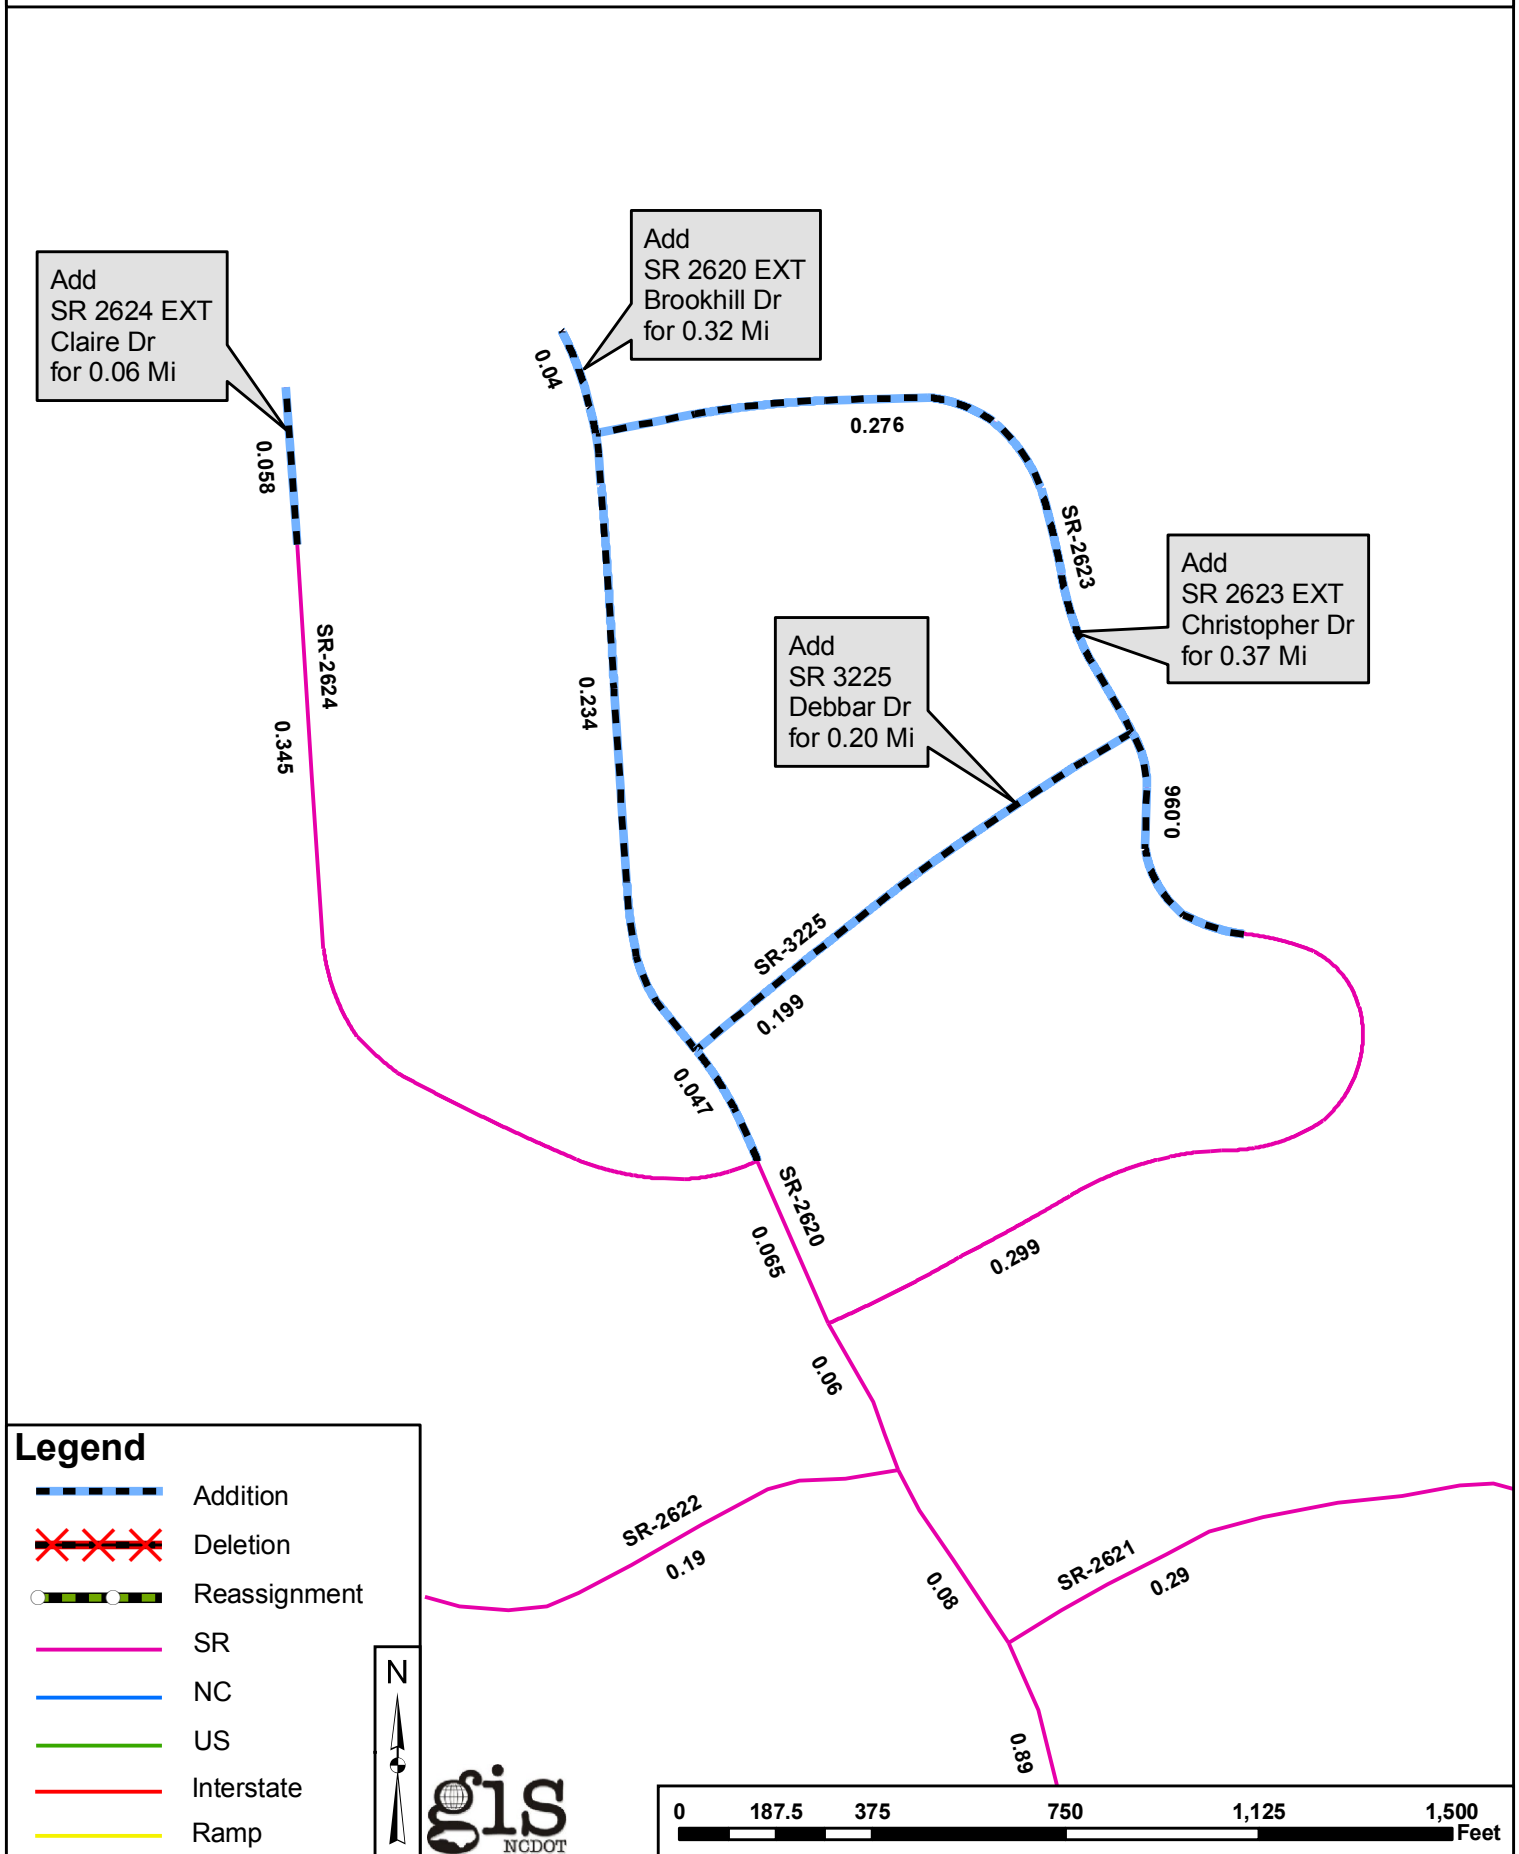 Add
SR 2620 EXT
Brookhill Dr
for 0.32 Mi
Add
SR 2624 EXT
Claire Dr
for 0.06 Mi
0.04
0.276
0.058
SR-2623
Add
SR 2623 EXT
Christopher Dr
for 0.37 Mi
Add
SR 3225
Debbar Dr
for 0.20 Mi
SR-2624
0.234
0.345
0.096
SR-3225
0.199
0.047
SR-2620
0.065
0.299
0.06
SR-2622
0.19
SR-2621
0.29
0.08
0.89
Legend
Addition
Deletion
Reassignment
SR
NC
US
Interstate
Ramp
N
gis
NCDOT
0 187.5 375 750 1,125 1,500
Feet